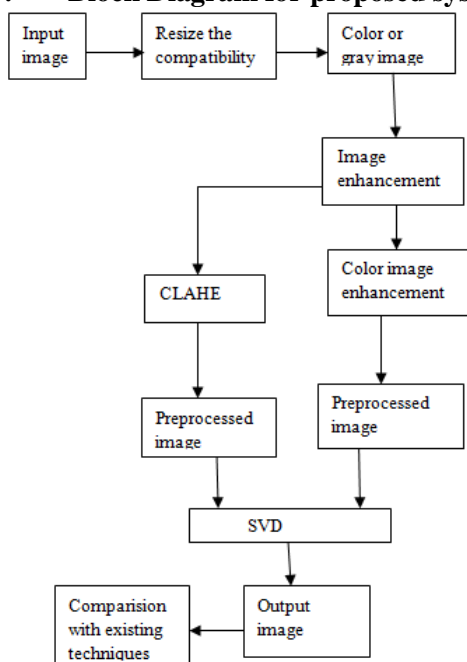 Block Diagram for proposed sys
Input
image
Resize the
compatibility
Color or
gray image
Image
enhancement
CLAHE
Color image
enhancement
Preprocessed
image
Preprocessed
image
SVD
Comparision
with existing
techniques
Output
image